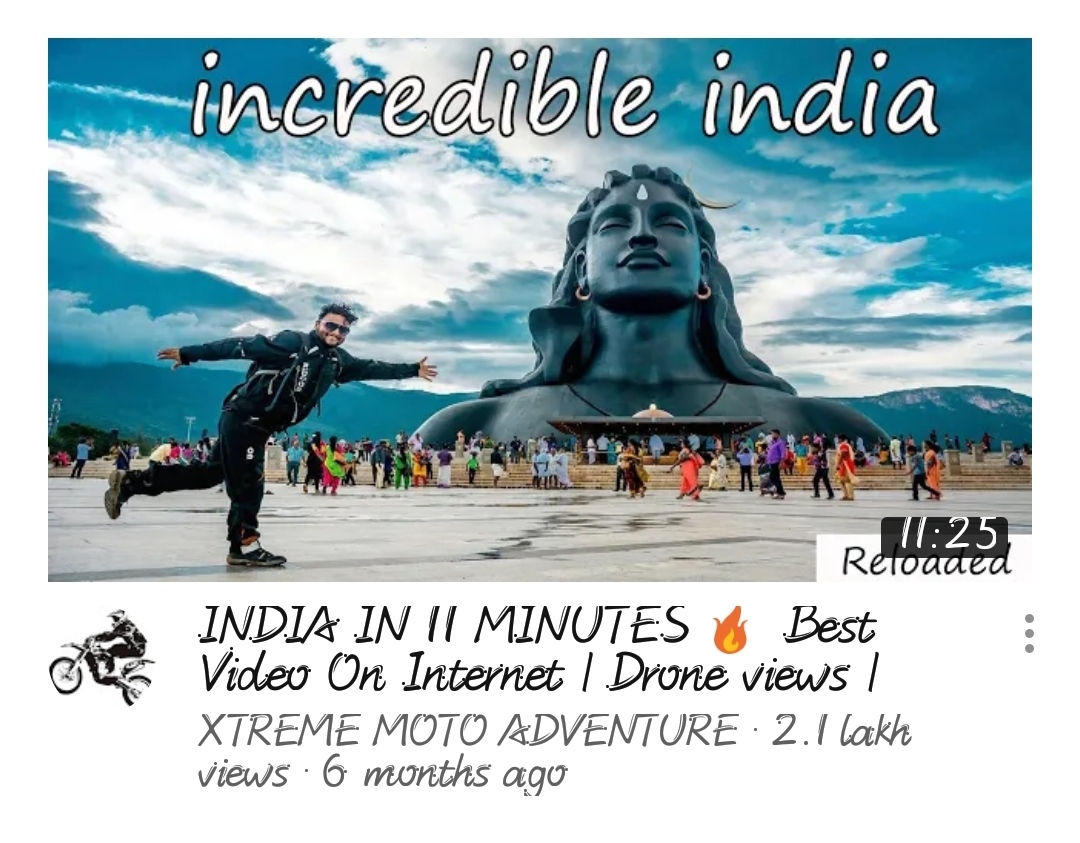 incredible india
11:25
Reloaded
INDIA IN 11 MINUTES 🔥 Best
Video On Internet | Drone views |
XTREME MOTO ADVENTURE · 2.1 lakh
views · 6 months ago